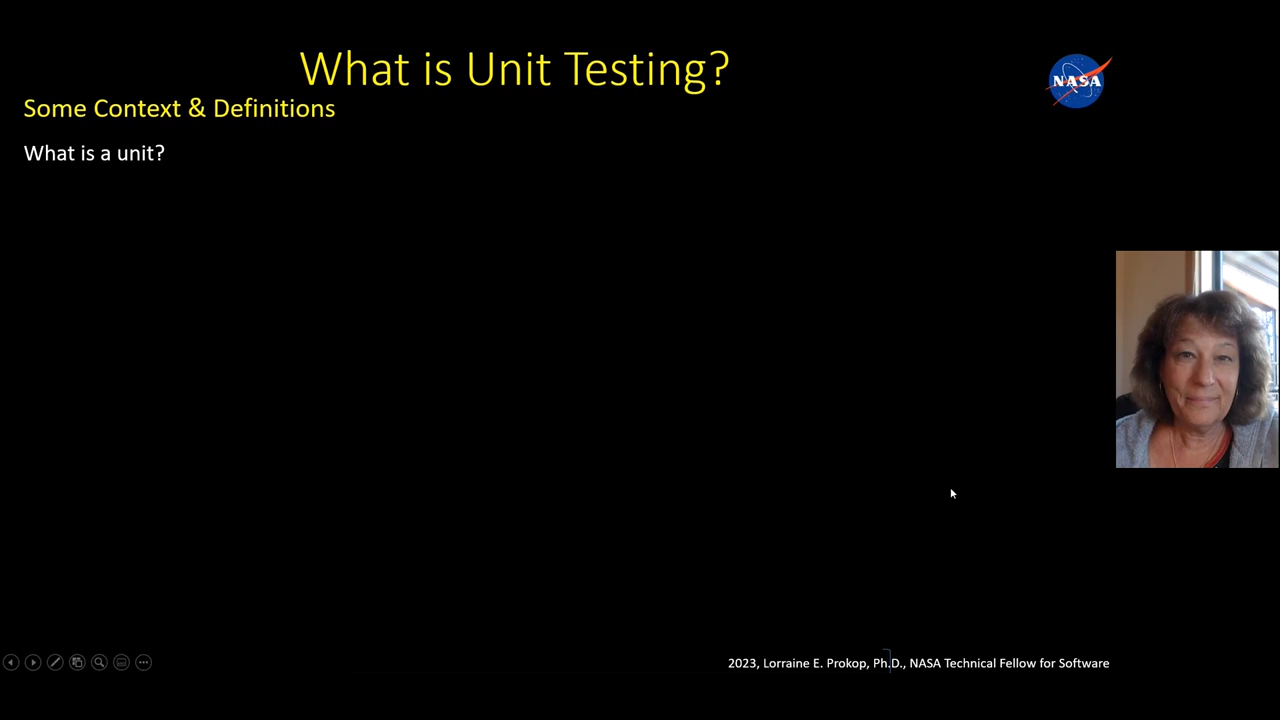 What is Unit Testing?
NASA
Some Context & Definitions
What is a unit?
2023, Lorraine E. Prokop, Ph.D., NASA Technical Fellow for Software